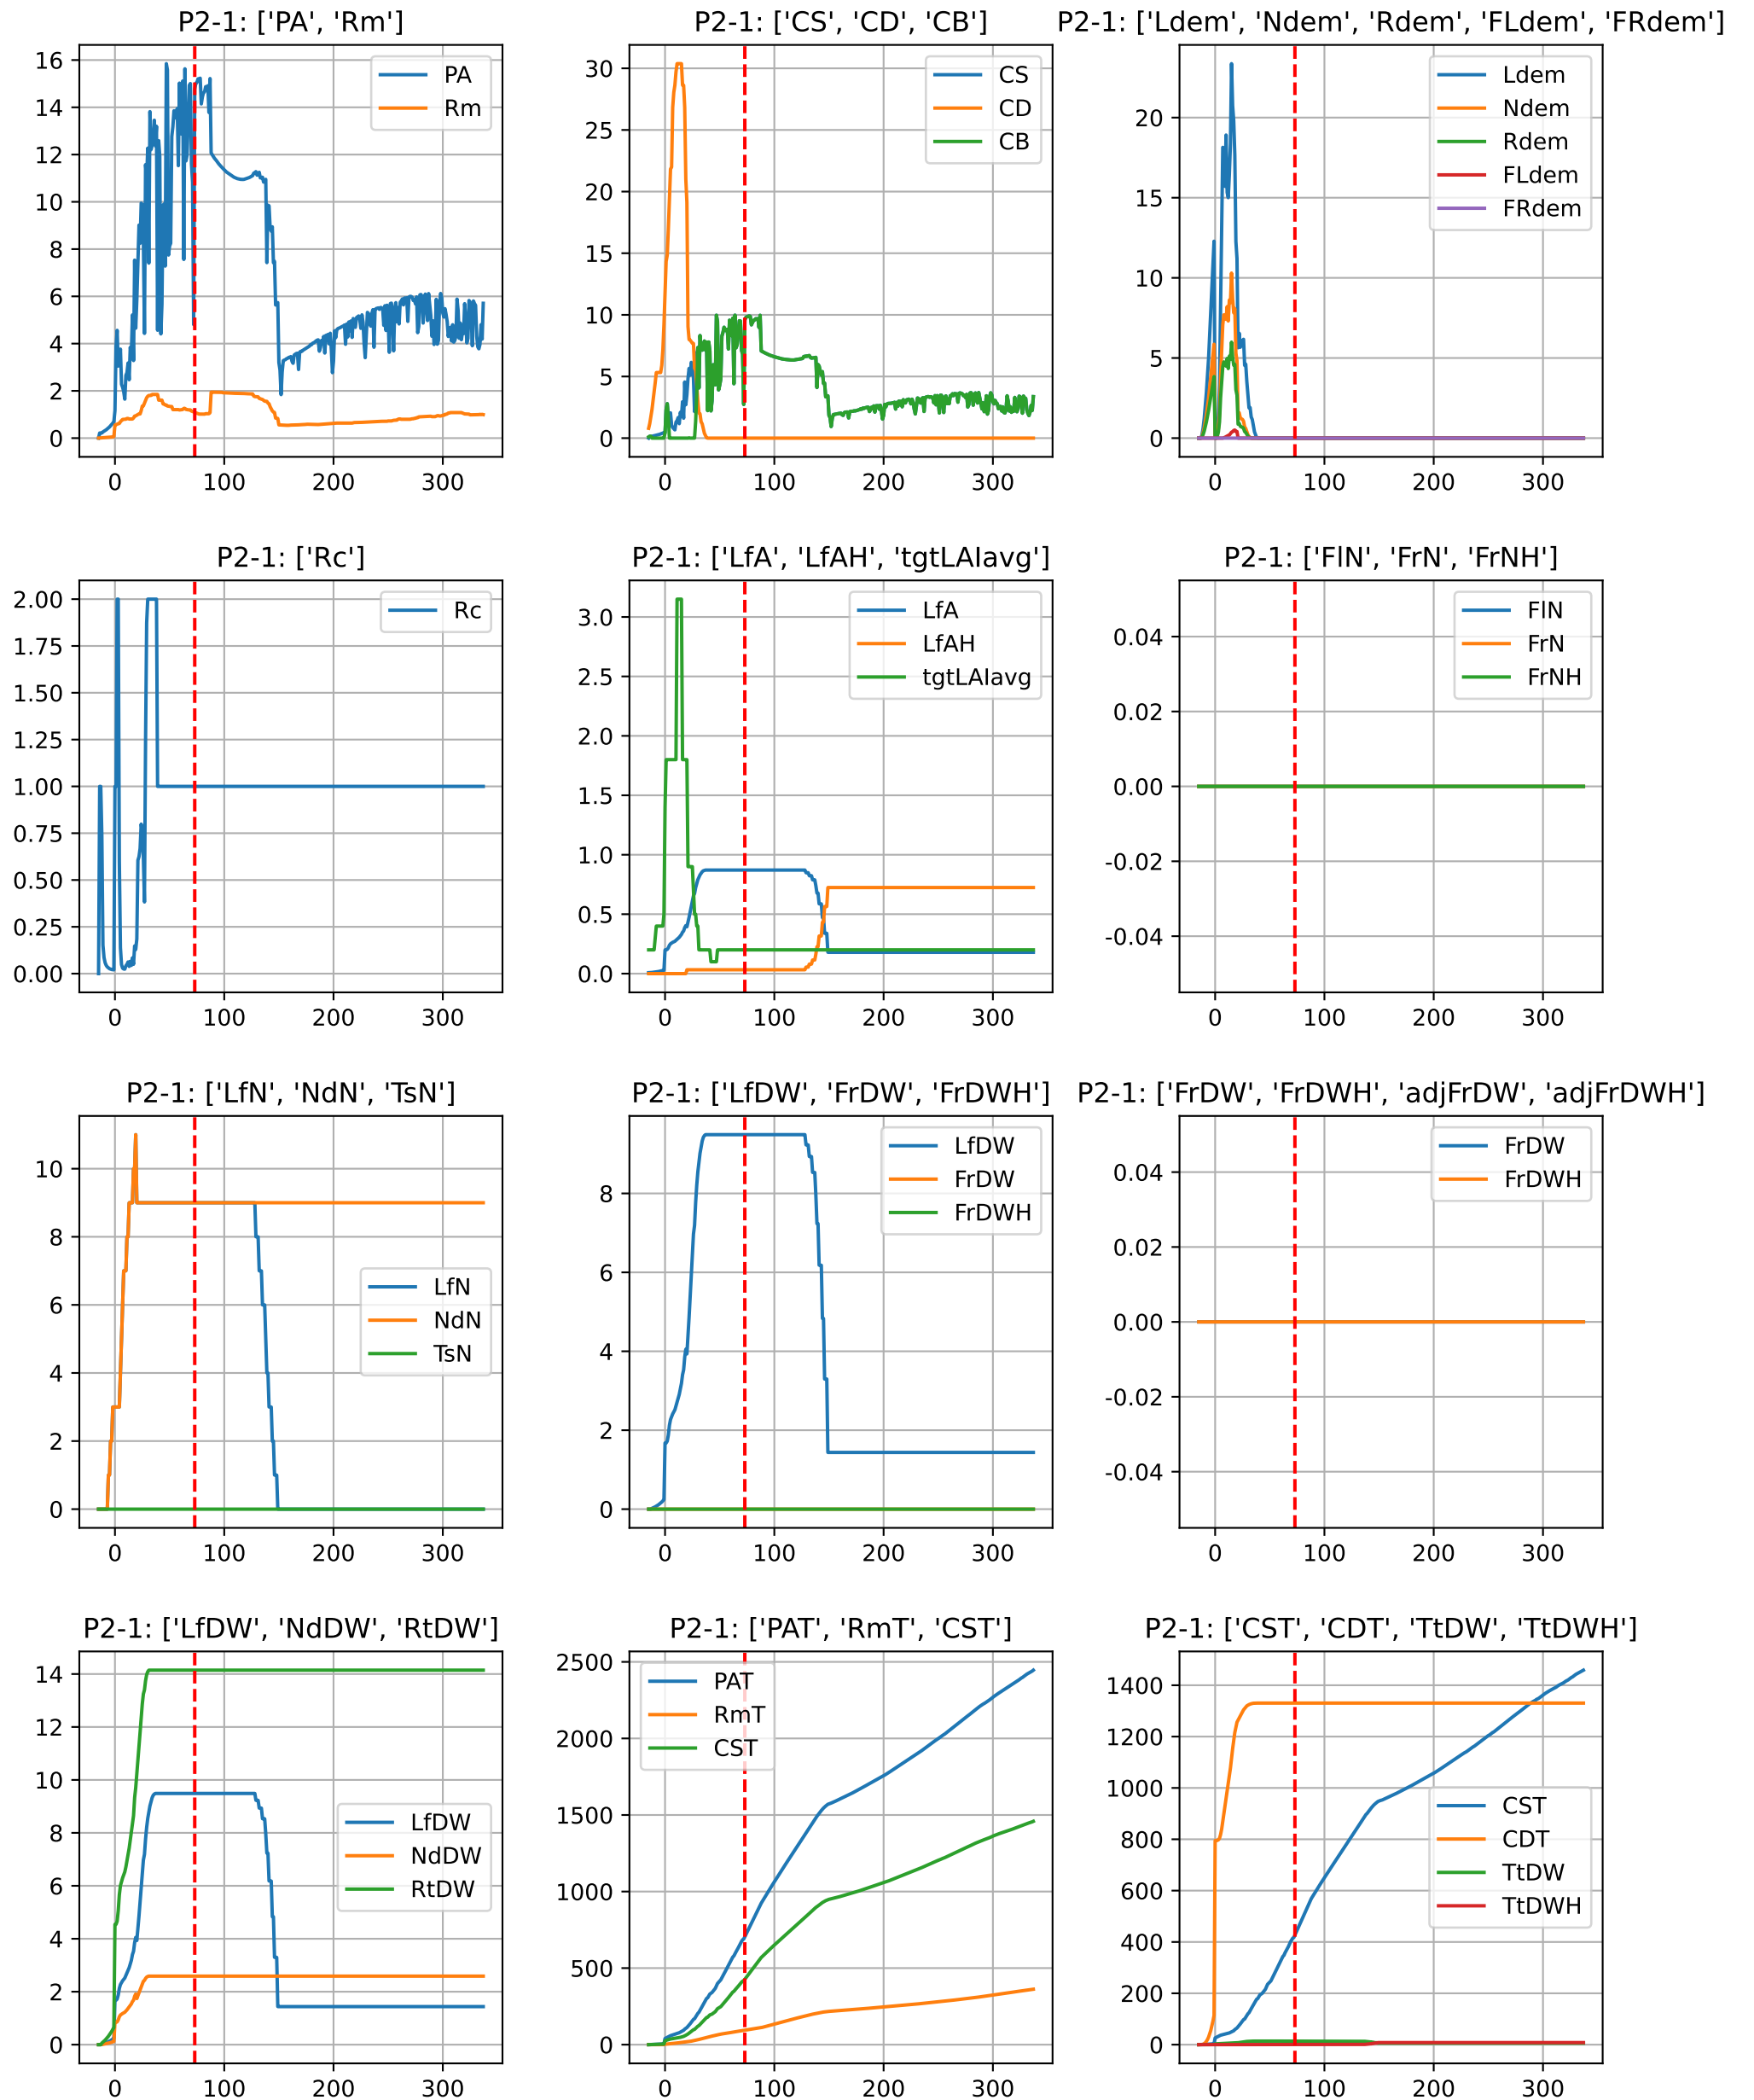 P2-1: ['PA', 'Rm']
16
14
12
10
8
6
4
2
0
0 100 200 300
PA
Rm
P2-1: ['CS', 'CD', 'CB']
30
25
20
15
10
5
0
0 100 200 300
CS
CD
CB
P2-1: ['Ldem', 'Ndem', 'Rdem', 'FLdem', 'FRdem']
20
15
10
5
0
0 100 200 300
Ldem
Ndem
Rdem
FLdem
FRdem
P2-1: ['Rc']
2.00
1.75
1.50
1.25
1.00
0.75
0.50
0.25
0.00
0 100 200 300
Rc
P2-1: ['LfA', 'LfAH', 'tgtLAIavg']
3.0
2.5
2.0
1.5
1.0
0.5
0.0
0 100 200 300
LfA
LfAH
tgtLAIavg
P2-1: ['FlN', 'FrN', 'FrNH']
0.04
0.02
0.00
-0.02
-0.04
0 100 200 300
FlN
FrN
FrNH
P2-1: ['LfN', 'NdN', 'TsN']
10
8
6
4
2
0
0 100 200 300
LfN
NdN
TsN
P2-1: ['LfDW', 'FrDW', 'FrDWH']
8
6
4
2
0
0 100 200 300
LfDW
FrDW
FrDWH
P2-1: ['FrDW', 'FrDWH', 'adjFrDW', 'adjFrDWH']
0.04
0.02
0.00
-0.02
-0.04
0 100 200 300
FrDW
FrDWH
P2-1: ['LfDW', 'NdDW', 'RtDW']
14
12
10
8
6
4
2
0
0 100 200 300
LfDW
NdDW
RtDW
P2-1: ['PAT', 'RmT', 'CST']
2500
2000
1500
1000
500
0
0 100 200 300
PAT
RmT
CST
P2-1: ['CST', 'CDT', 'TtDW', 'TtDWH']
1400
1200
1000
800
600
400
200
0
0 100 200 300
CST
CDT
TtDW
TtDWH